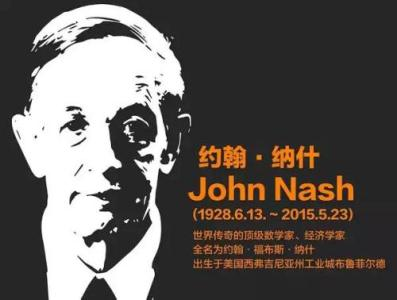 约翰·纳什
John Nash
(1928.6.13. ~ 2015.5.23)
世界传奇的顶级数学家、经济学家
全名为约翰·福布斯·纳什
出生于美国西弗吉尼亚州工业城布鲁菲尔德